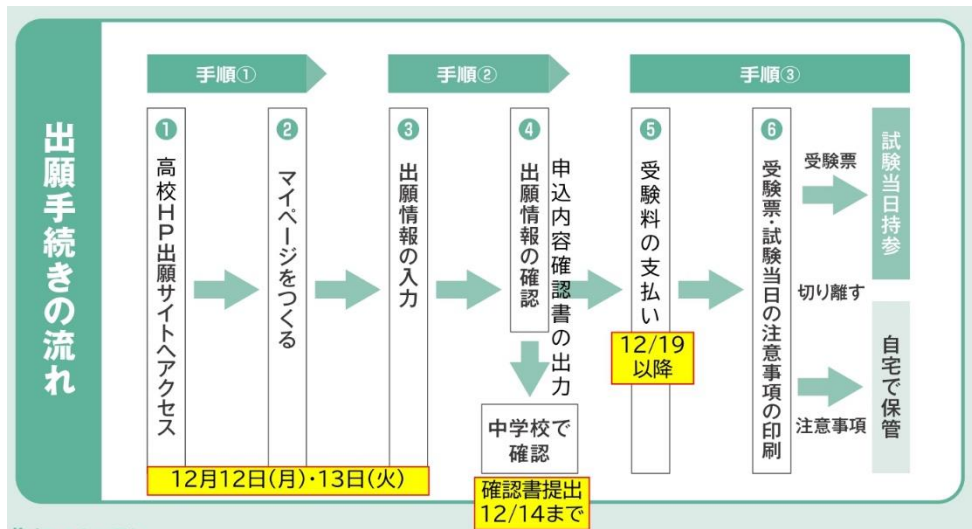 出願手続きの流れ
手順①
手順②
手順③
❶
高校HP出願サイトへアクセス
❷
マイページをつくる
❸
出願情報の入力
❹
出願情報の確認
申込内容確認書の出力
中学校で
確認
❺
受験料の支払い
12/19
以降
❻
受験票・試験当日の注意事項の印刷
受験票
切り離す
注意事項
試験当日持参
自宅で保管
12月12日(月)・13日(火)
確認書提出
12/14まで